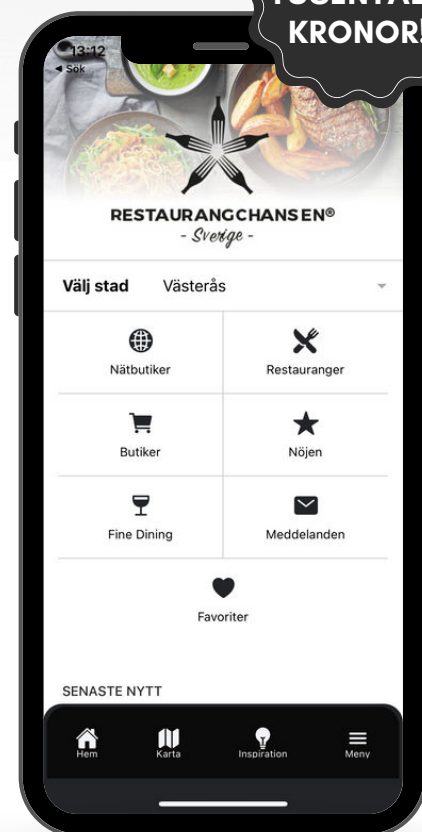 KRONOR!
13:12
◀ Sök
RESTAURANGCHANSEN®
- Sverige -
Välj stad Västerås
Nätbutiker Restauranger
Butiker Nöjen
Fine Dining Meddelanden
Favoriter
SENASTE NYTT
Hem Karta Inspiration Meny